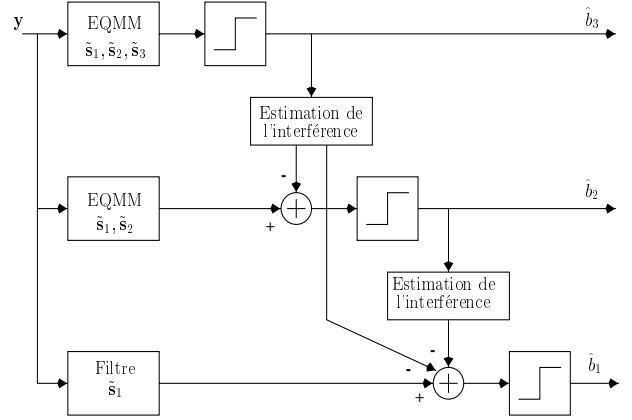 y
EQMM
s̃₁, s̃₂, s̃₃
b̂₃
Estimation de
l'interférence
-
EQMM
s̃₁, s̃₂
+
b̂₂
Estimation de
l'interférence
-
Filtre
s̃₁
-
+
b̂₁